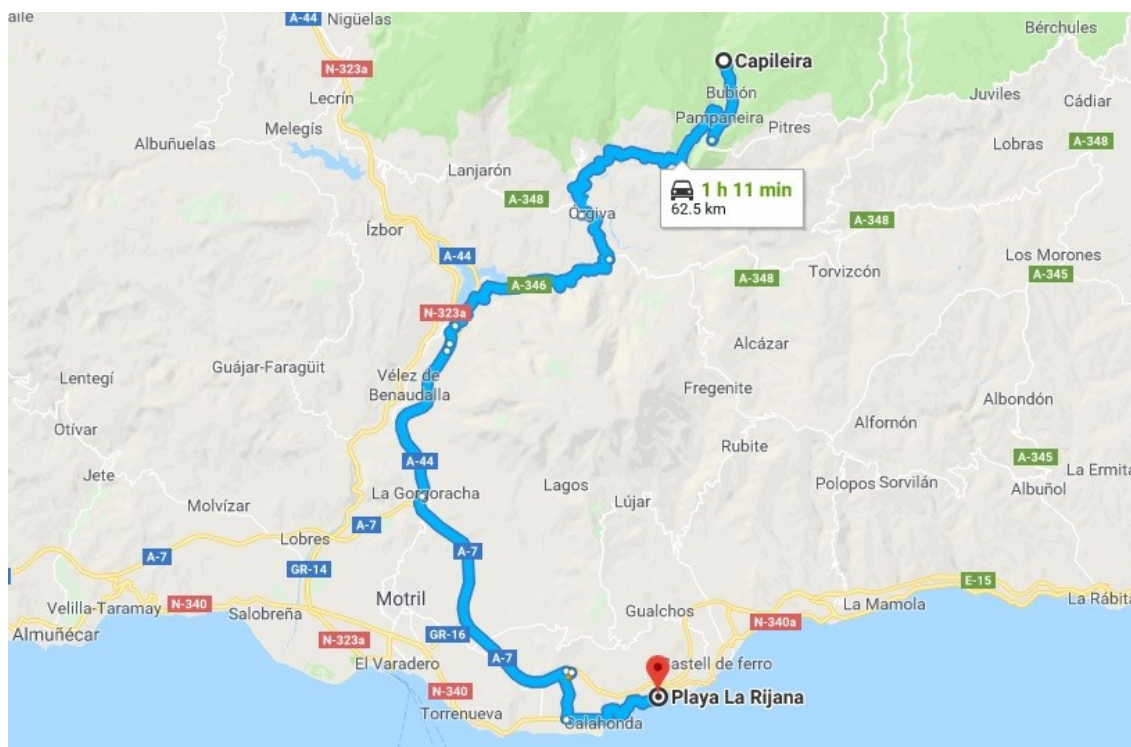 aile
A-44
Nigüelas
N-323a
Lecrín
Melegís
Albuñuelas
Capileira
Bubión
Pampaneira
Pitres
Bérchules
Juviles
Cádiar
Lobras
A-348
Lanjarón
A-348
Órgiva
1 h 11 min
62.5 km
A-348
Ízbor
A-44
A-346
A-348
Torvizcón
Los Morones
A-345
N-323a
Alcázar
Guájar-Faragüit
Vélez de
Benaudalla
Fregenite
Lentegí
Otívar
Albondón
Alfornón
Rubite
A-44
A-345
La Ermita
Jete
La Gorgoracha
Lagos
Lújar
Polopos
Sorvilán
Albuñol
Molvízar
A-7
Lobres
A-7
A-7
GR-14
E-15
Motril
Velilla-Taramay
N-340
Salobreña
Gualchos
La Mamola
La Rábita
N-340a
Almuñécar
N-323a
GR-16
A-7
El Varadero
Castell de ferro
N-340
Playa La Rijana
Torrenueva
Calahonda